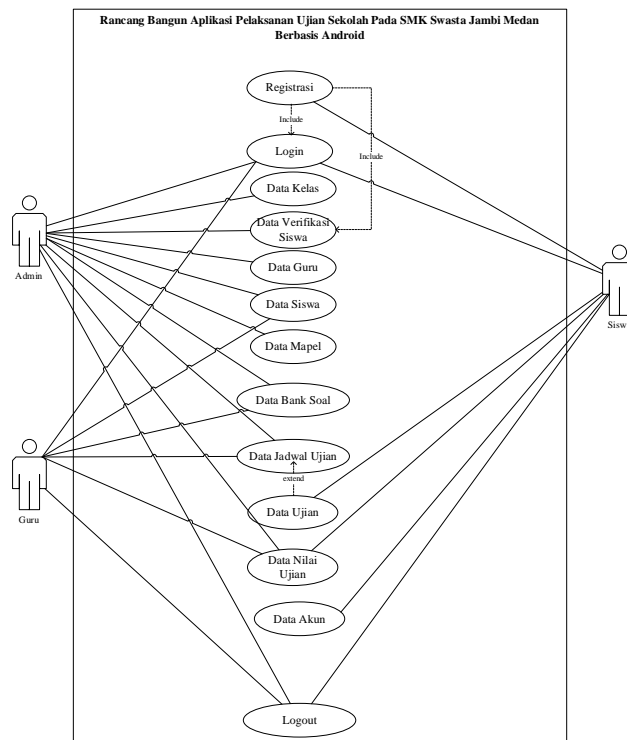 Rancang Bangun Aplikasi Pelaksanan Ujian Sekolah Pada SMK Swasta Jambi Medan
Berbasis Android
Registrasi
Include
Include
Login
Data Kelas
Data Verifikasi
Siswa
Data Guru
Data Siswa
Data Mapel
Data Bank Soal
Data Jadwal Ujian
extend
Data Ujian
Data Nilai
Ujian
Data Akun
Logout
Admin
Guru
Sisw